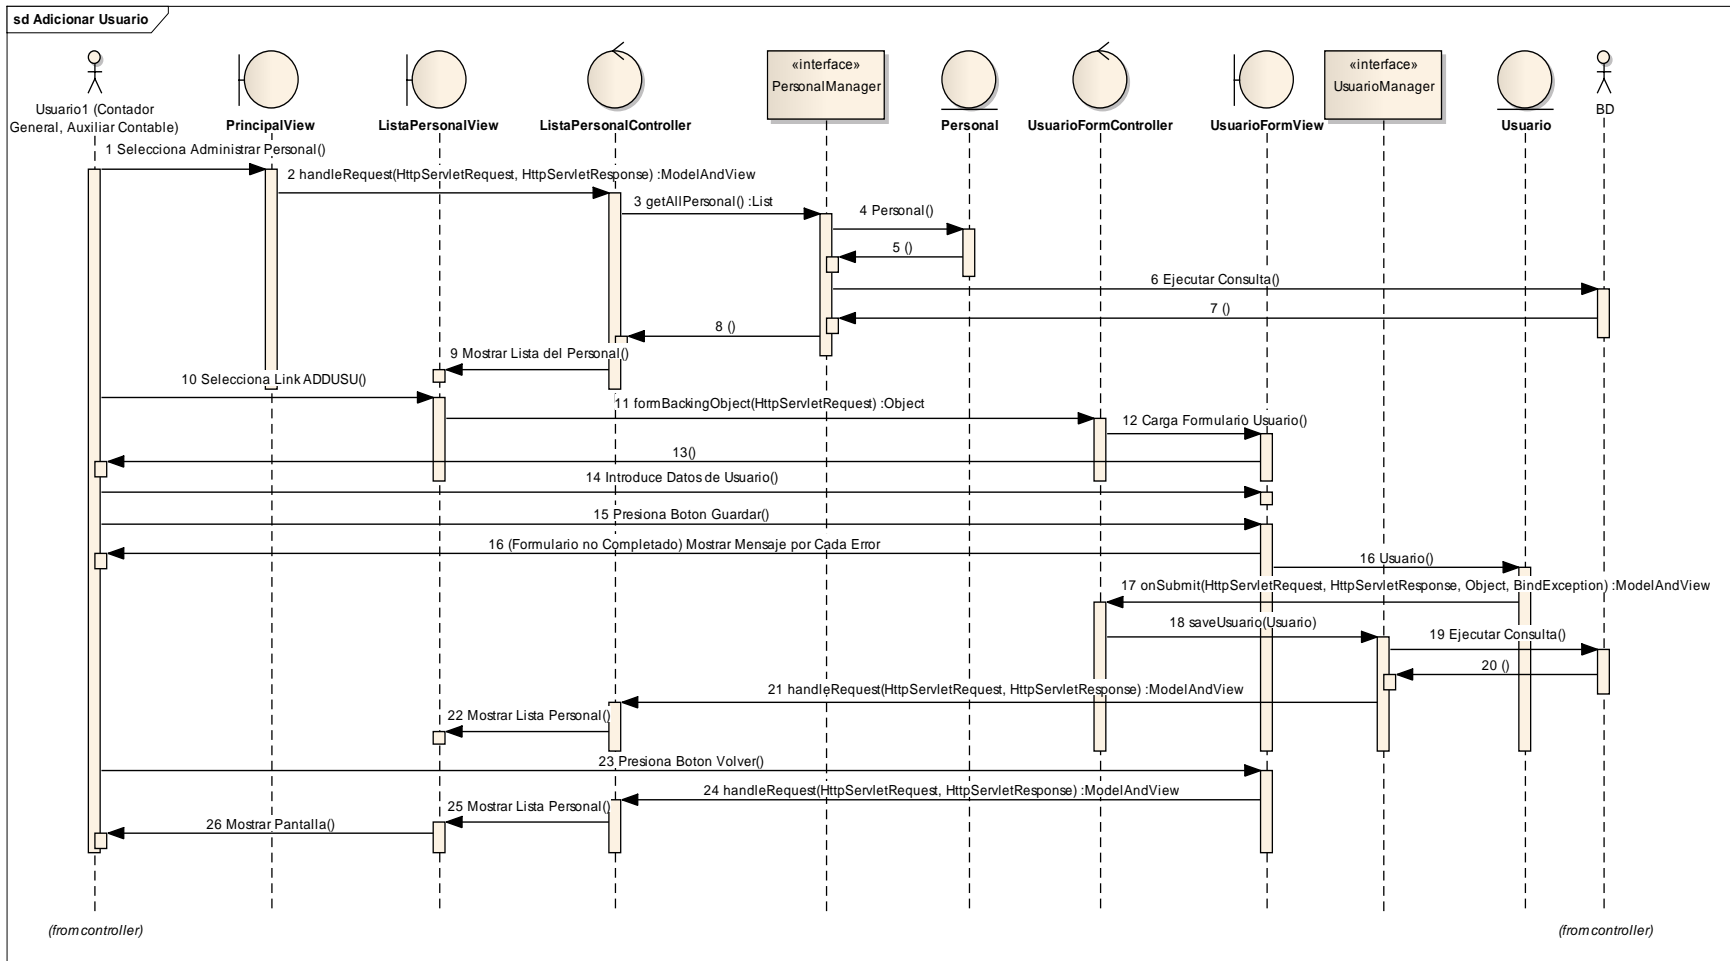 sd Adicionar Usuario
Usuario1 (Contador
General, Auxiliar Contable)
PrincipalView
ListaPersonalView
ListaPersonalController
«interface»
PersonalManager
Personal
UsuarioFormController
UsuarioFormView
«interface»
UsuarioManager
Usuario
BD
1 Selecciona Administrar Personal()
2 handleRequest(HttpServletRequest, HttpServletResponse) :ModelAndView
3 getAllPersonal() :List
4 Personal()
5 ()
6 Ejecutar Consulta()
7 ()
8 ()
9 Mostrar Lista del Personal()
10 Selecciona Link ADDUSU()
11 formBackingObject(HttpServletRequest) :Object
12 Carga Formulario Usuario()
13()
14 Introduce Datos de Usuario()
15 Presiona Boton Guardar()
16 (Formulario no Completado) Mostrar Mensaje por Cada Error
16 Usuario()
17 onSubmit(HttpServletRequest, HttpServletResponse, Object, BindException) :ModelAndView
18 saveUsuario(Usuario)
19 Ejecutar Consulta()
20 ()
21 handleRequest(HttpServletRequest, HttpServletResponse) :ModelAndView
22 Mostrar Lista Personal()
23 Presiona Boton Volver()
24 handleRequest(HttpServletRequest, HttpServletResponse) :ModelAndView
25 Mostrar Lista Personal()
26 Mostrar Pantalla()
(from controller)
(from controller)